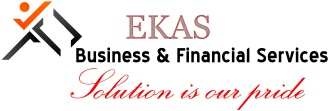 EKAS
Business & Financial Services
Solution is our pride